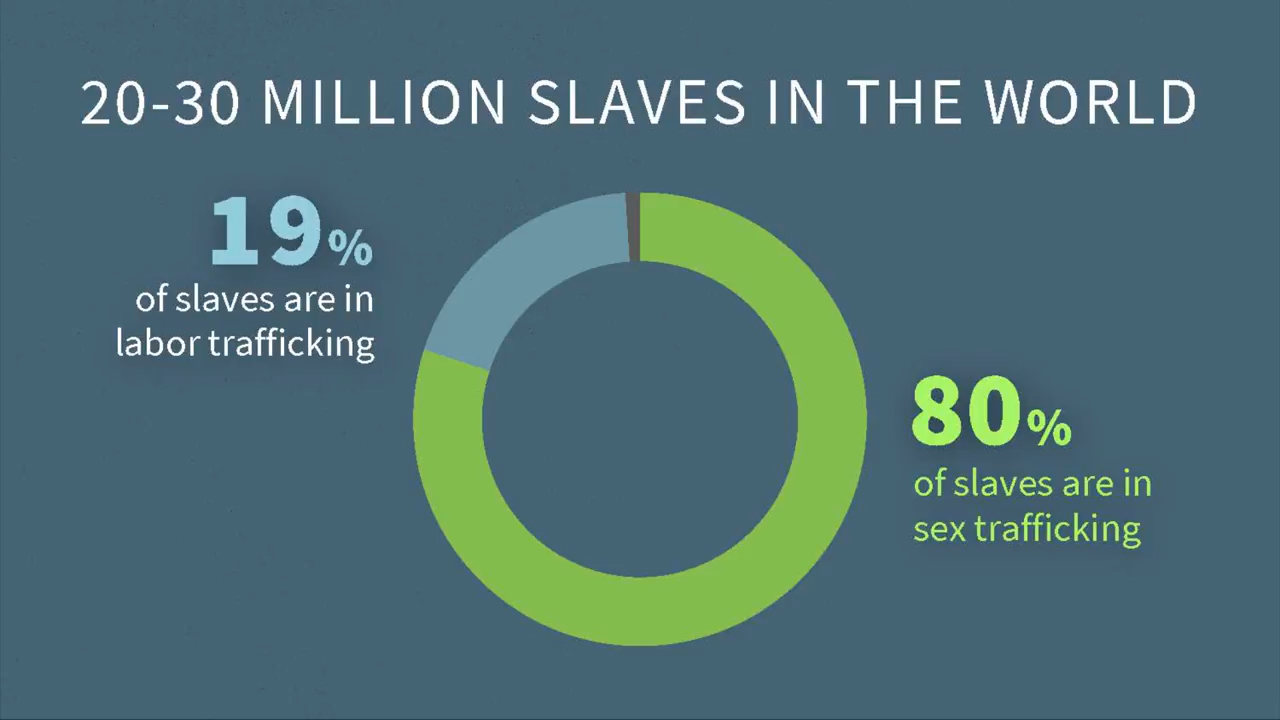 20-30 MILLION SLAVES IN THE WORLD
19%
of slaves are in
labor trafficking
80%
of slaves are in
sex trafficking